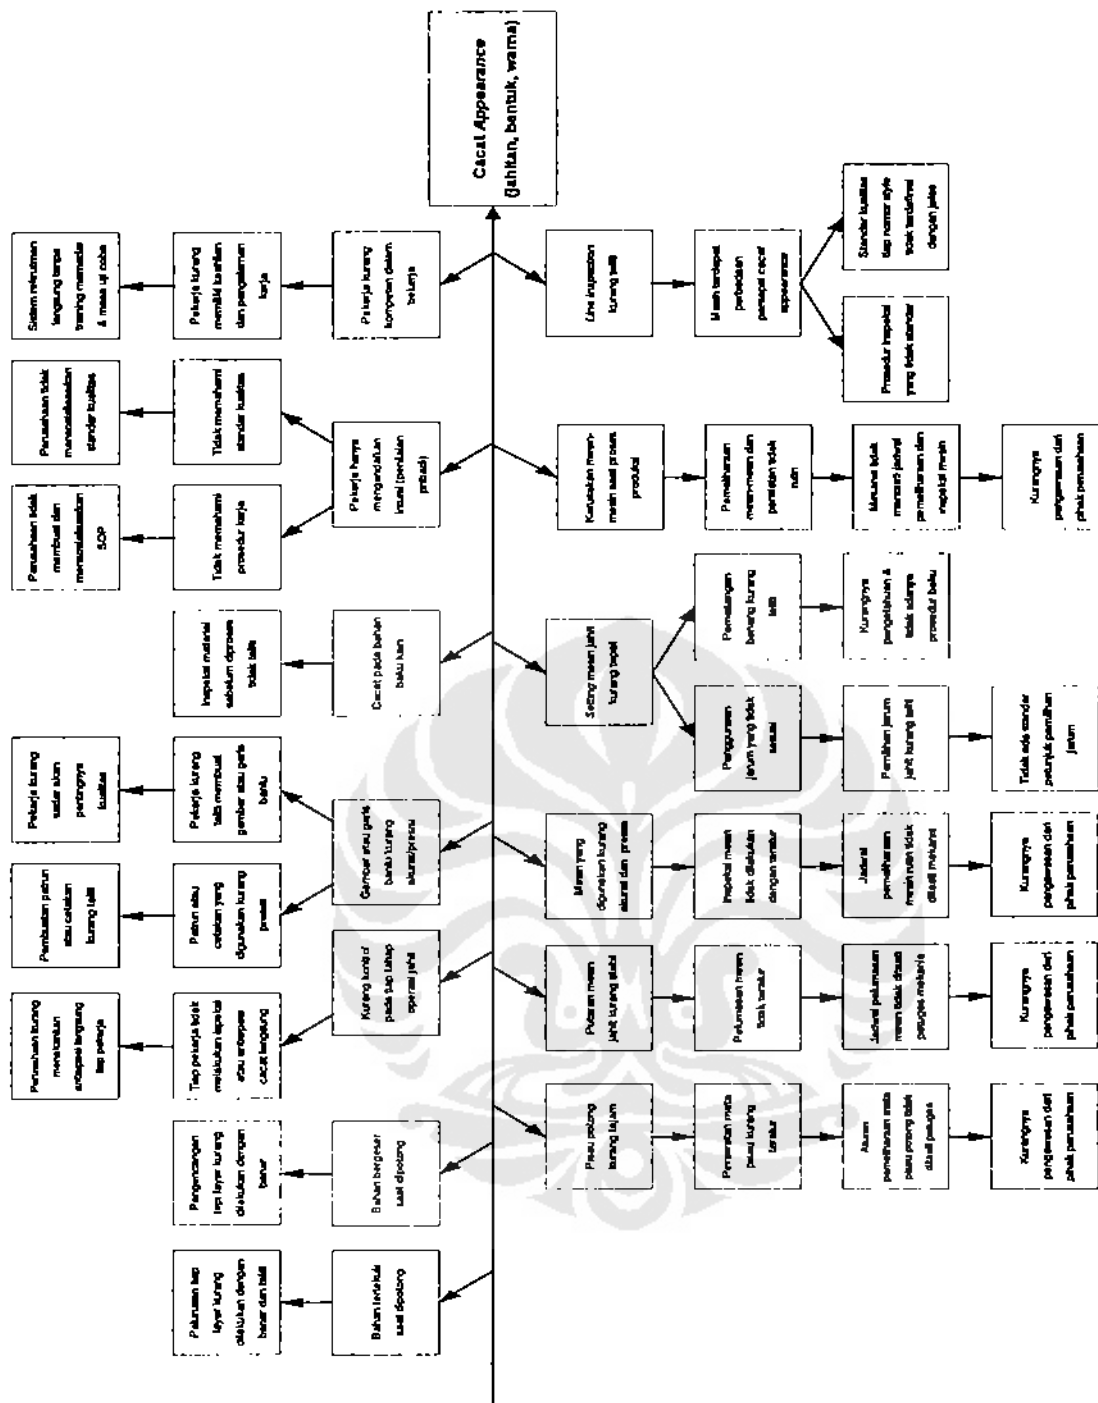 Perusahaan kurang
menekankan
antisipasi langsung
tiap pekerja
Pembuatan patrun
atau cetakan
kurang teliti
Pekerja kurang
sadar akan
pentingnya
kualitas
Perusahaan tidak
membuat dan
mensosialisasikan
SOP
Perusahaan tidak
mensosialisasikan
standar kualitas
Sistem rekrutmen
langsung tanpa
training memadai
& masa uji coba
Pelurusan tiap
layer kurang
dilakukan dengan
benar dan teliti
Pengencangan
tiap layer kurang
dilakukan dengan
benar
Tiap pekerja tidak
melakukan inspeksi
atau antisipasi
cacat langsung
Patrun atau
cetakan yang
digunakan kurang
presisi
Pekerja kurang
teliti membuat
gambar atau garis
bantu
Inspeksi material
sebelum diproses
tidak teliti
Tidak memahami
prosedur kerja
Tidak memahami
standar kualitas
Pekerja kurang
memiliki keahlian
dan pengalaman
kerja
Bahan tertekuk
saat dipotong
Bahan bergeser
saat dipotong
Kurang kontrol
pada tiap tahap
operasi jahit
Gambar atau garis
bantu kurang
akurat/presisi
Cacat pada bahan
baku kain
Pekerja hanya
mengandalkan
intuisi (penilaian
pribadi)
Pekerja kurang
kompeten dalam
bekerja
Cacat Appearance
(jahitan, bentuk, warna)
Pisau potong
kurang tajam
Putaran mesin
jahit kurang stabil
Mesin yang
digunakan kurang
akurat dan presisi
Setting mesin jahit
kurang tepat
Kerusakan mesin-
mesin saat proses
produksi
Line inspection
kurang teliti
Perawatan mata
pisau kurang
teratur
Pelumasan mesin
tidak teratur
Inspeksi mesin
tidak dilakukan
dengan teratur
Penggunaan
jarum yang tidak
sesuai
Pemasangan
benang kurang
teliti
Pemeliharaan
mesin-mesin dan
peralatan tidak
rutin
Masih terdapat
perbedaan
persepsi cacat
appearance
Aturan
pemeliharaan mata
pisau potong tidak
ditaati petugas
Jadwal pelumasan
mesin tidak ditaati
petugas mekanis
Jadwal
pemeliharaan
mesin rutin tidak
ditaati mekanis
Pemilihan jarum
jahit kurang teliti
Kurangnya
pengetahuan &
tidak adanya
prosedur baku
Mekanis tidak
mentaati jadwal
pemeliharaan dan
inspeksi mesin
Prosedur inspeksi
yang tidak standar
Standar kualitas
tiap nomor style
tidak terdefinisi
dengan jelas
Kurangnya
pengawasan dari
pihak perusahaan
Kurangnya
pengawasan dari
pihak perusahaan
Kurangnya
pengawasan dari
pihak perusahaan
Tidak ada standar
petunjuk pemilihan
jarum
Kurangnya
pengawasan dari
pihak perusahaan